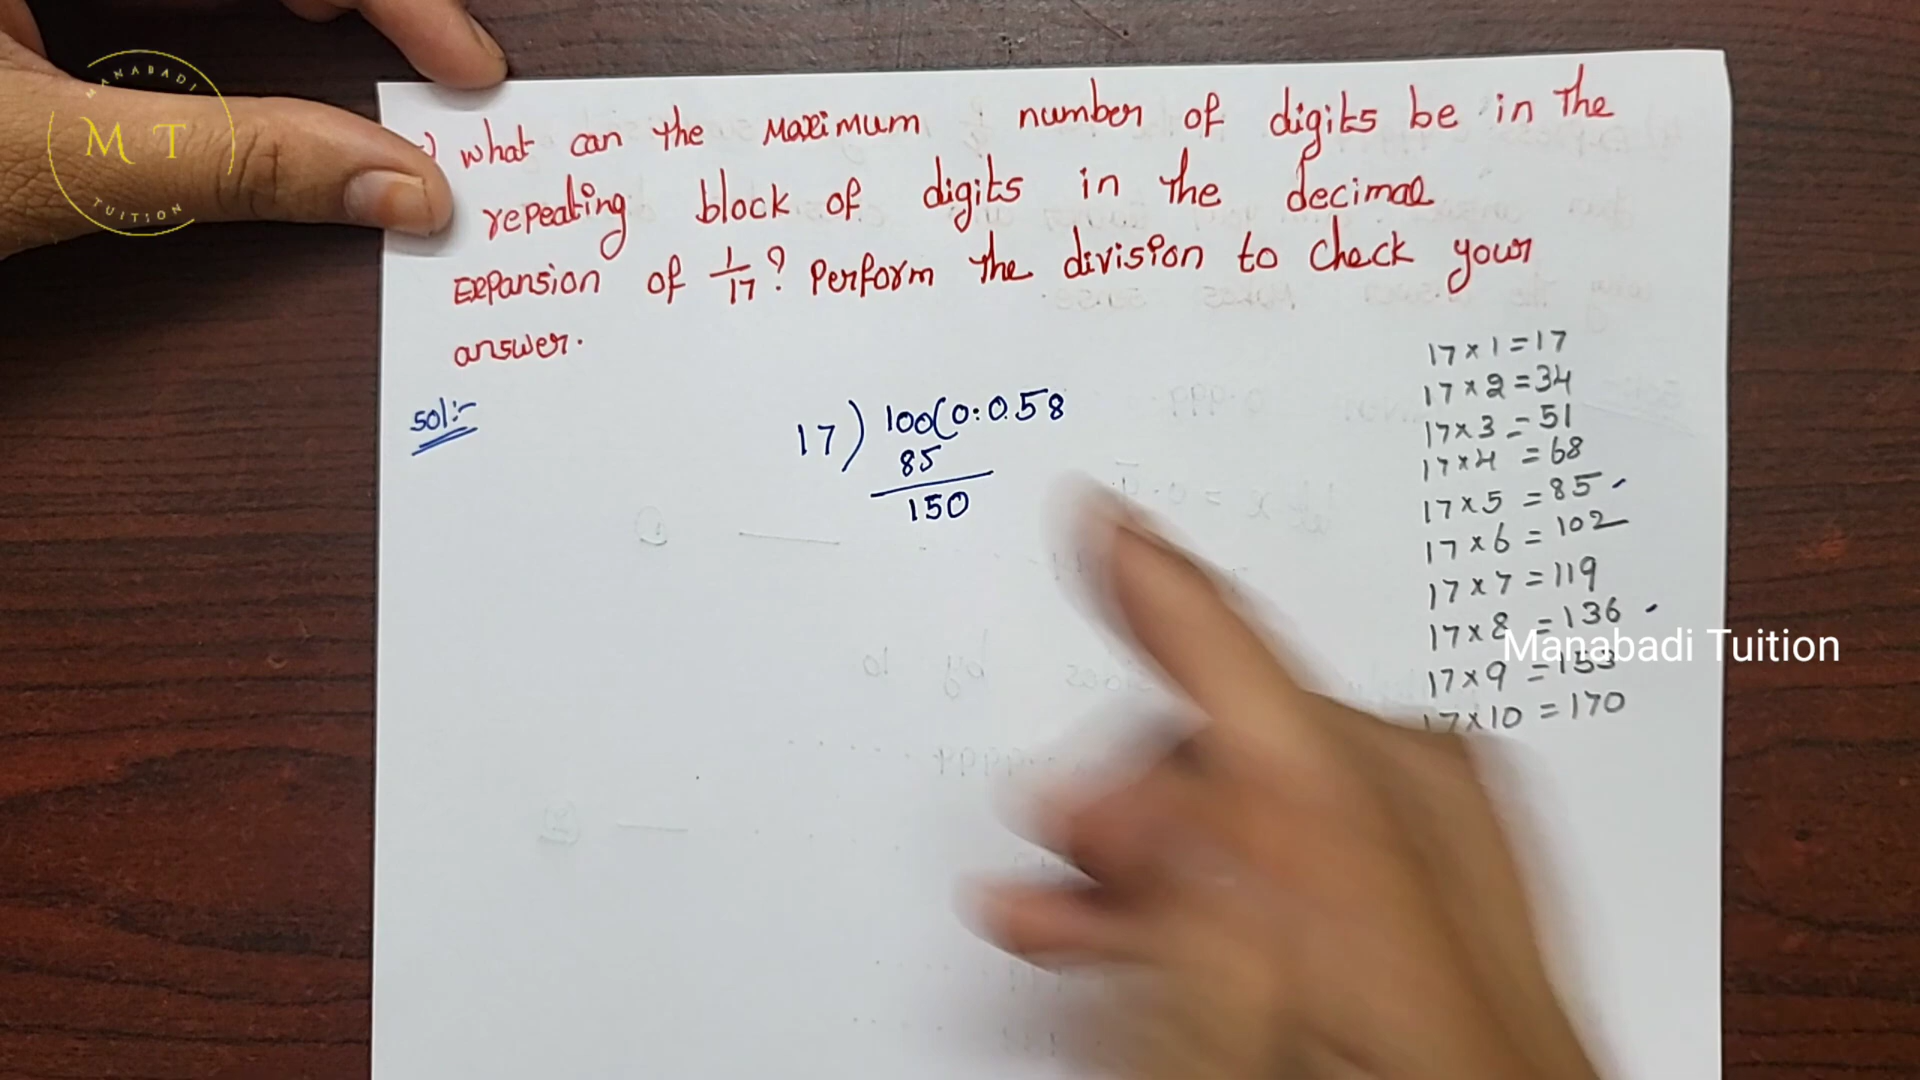 MANABADI
M T
TUITION
) What can the Maximum number of digits be in the
repeating block of digits in the decimal
Expansion of 1/17? Perform the division to check your
answer.
Sol:-
17) 100(0.058
85
150
17×1=17
17×2=34
17×3=51
17×4=68
17×5=85
17×6=102
17×7=119
17×8=136
Manabadi Tuition
17×9=153
17×10=170